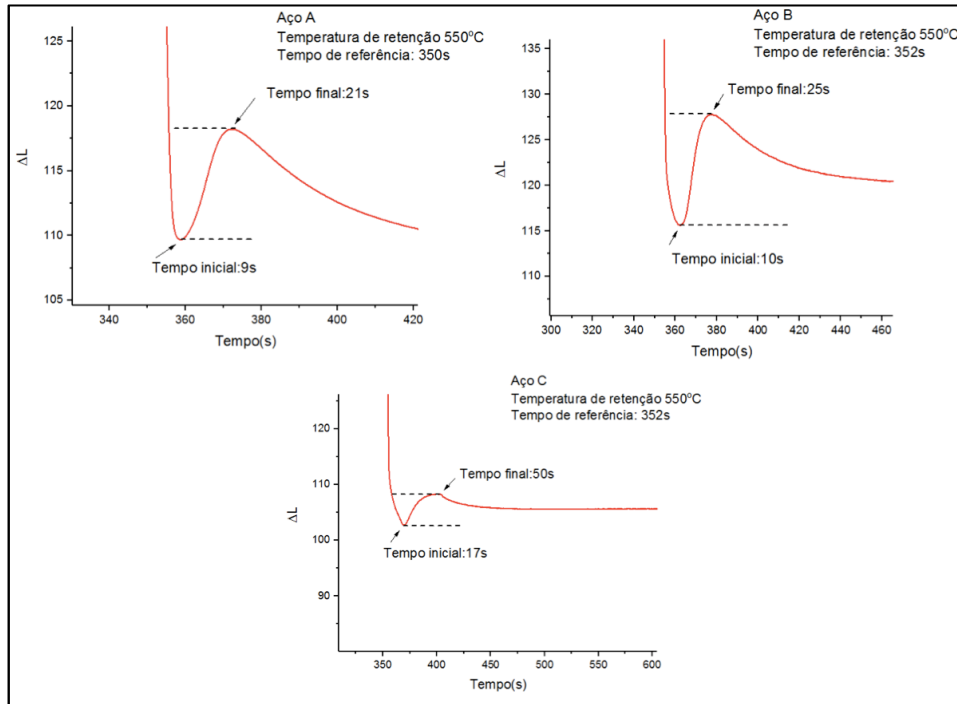 Aço A
Temperatura de retenção 550ºC
Tempo de referência: 350s
Tempo final:21s
Tempo inicial:9s
125
120
115
110
105
ΔL
340
360
380
400
420
Tempo(s)
Aço B
Temperatura de retenção 550ºC
Tempo de referência: 352s
Tempo final:25s
Tempo inicial:10s
135
130
125
120
115
110
ΔL
300
320
340
360
380
400
420
440
460
Tempo(s)
Aço C
Temperatura de retenção 550ºC
Tempo de referência: 352s
Tempo final:50s
Tempo inicial:17s
120
110
100
90
ΔL
350
400
450
500
550
600
Tempo(s)